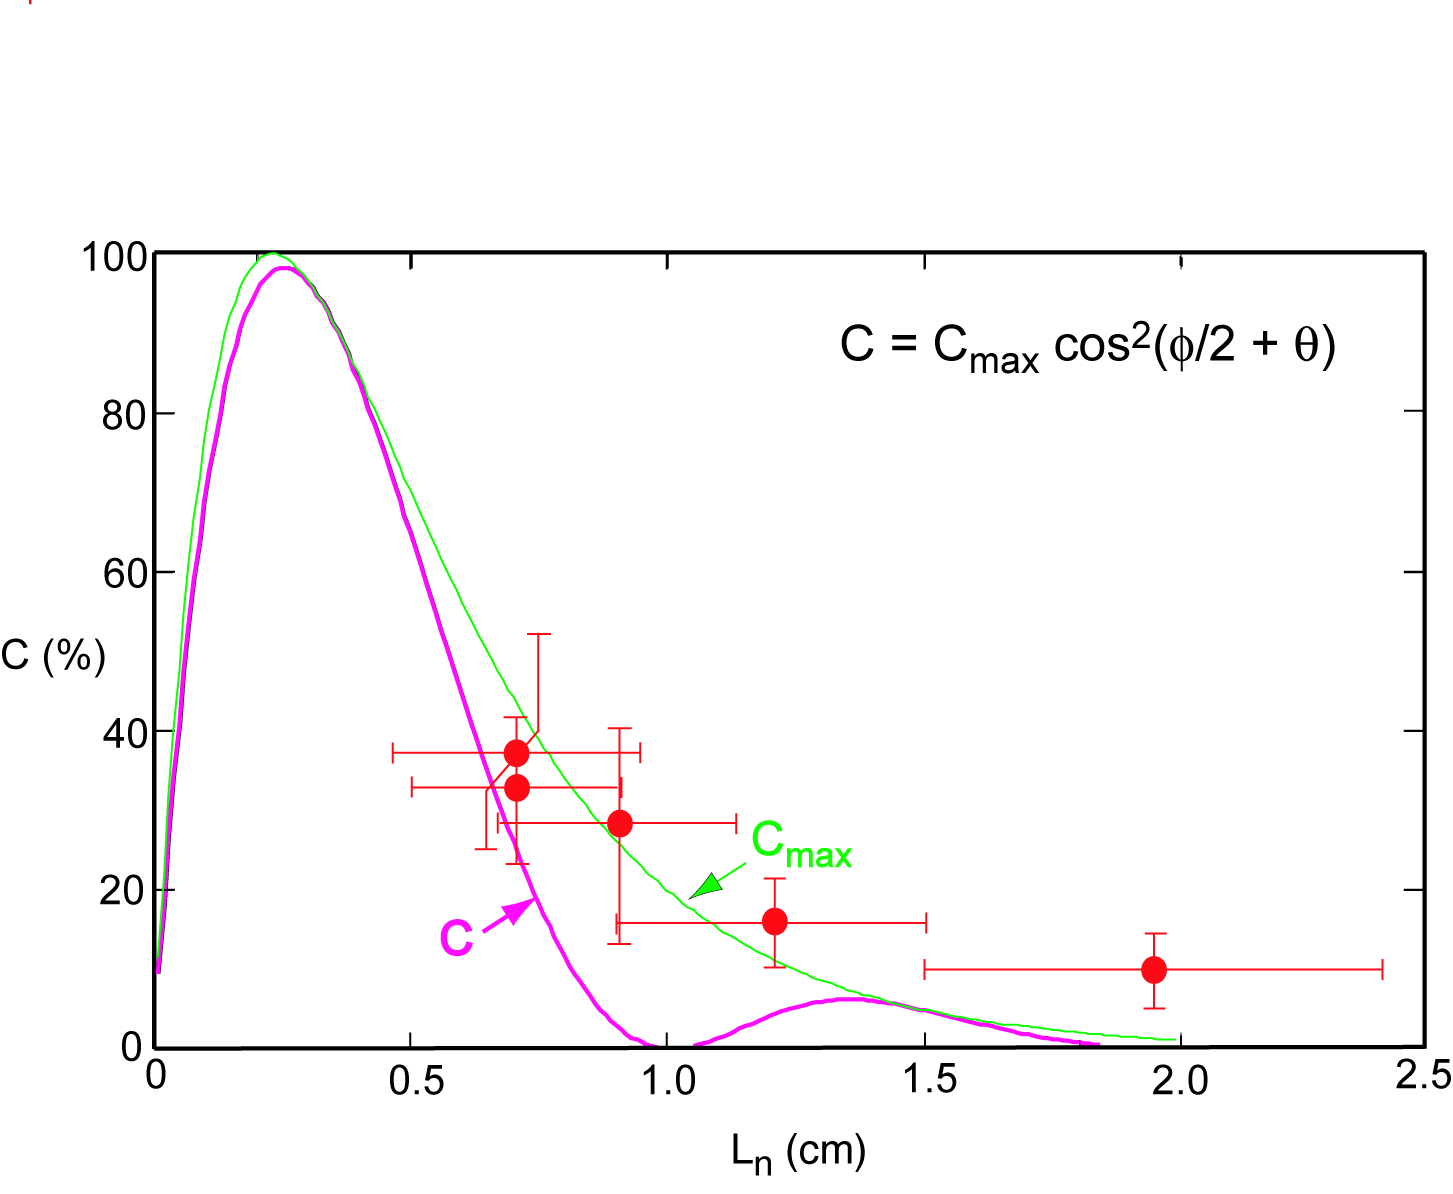 100
C = Cmax cos²(ϕ/2 + θ)
80
60
C (%)
40
Cmax
20
C
0
0 0.5 1.0 1.5 2.0 2.5
Ln (cm)